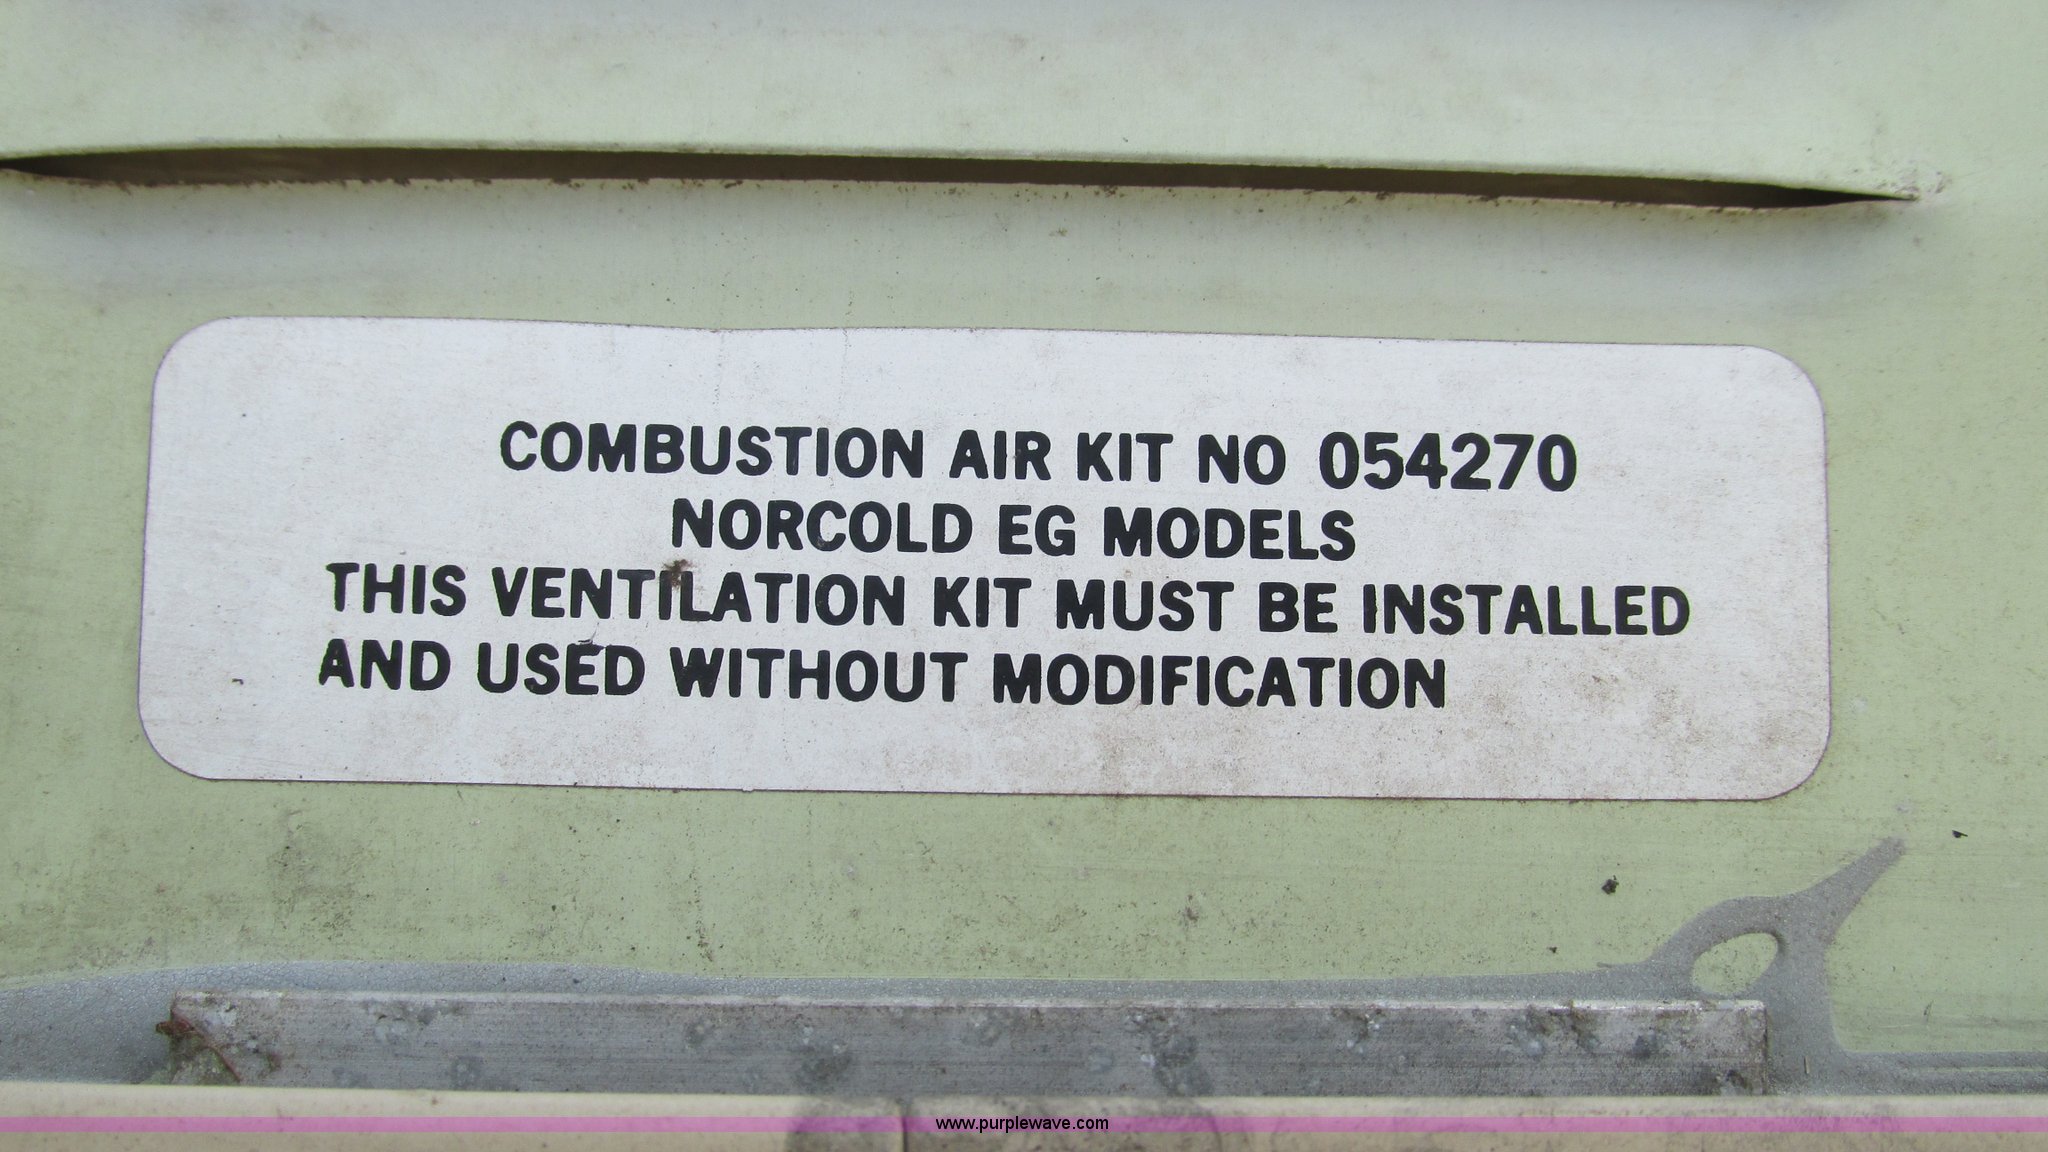 COMBUSTION AIR KIT NO 054270
NORCOLD EG MODELS
THIS VENTILATION KIT MUST BE INSTALLED
AND USED WITHOUT MODIFICATION
www.purplewave.com